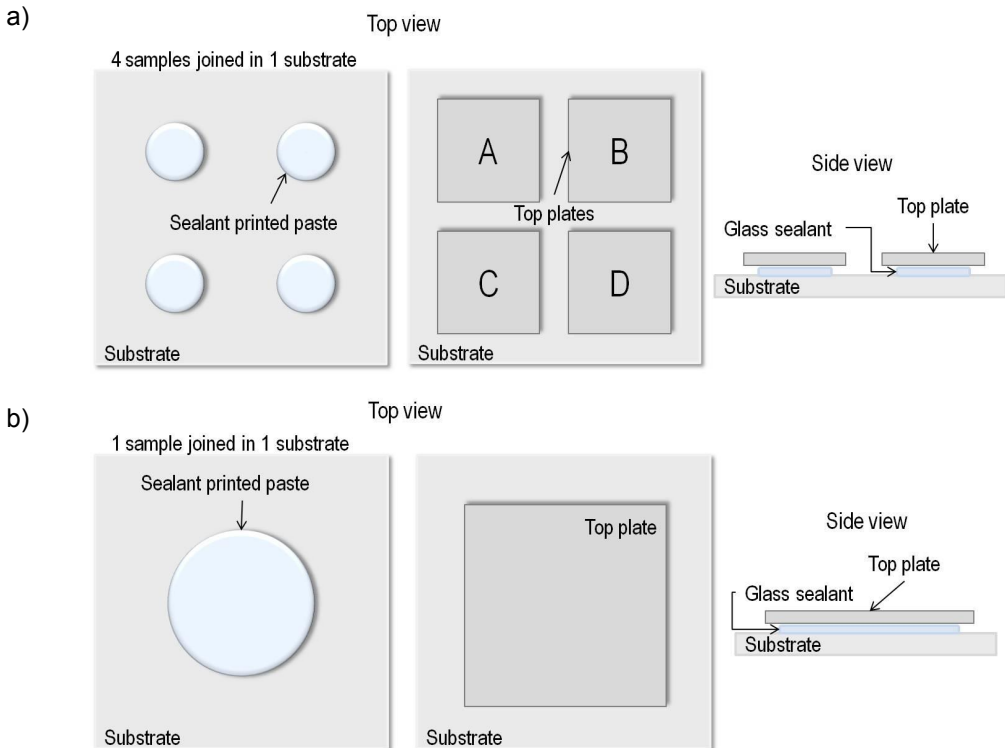 a)
Top view
4 samples joined in 1 substrate
Sealant printed paste
Substrate
A
B
Top plates
C
D
Substrate
Side view
Top plate
Glass sealant
Substrate
b)
Top view
1 sample joined in 1 substrate
Sealant printed paste
Substrate
Top plate
Substrate
Side view
Top plate
Glass sealant
Substrate